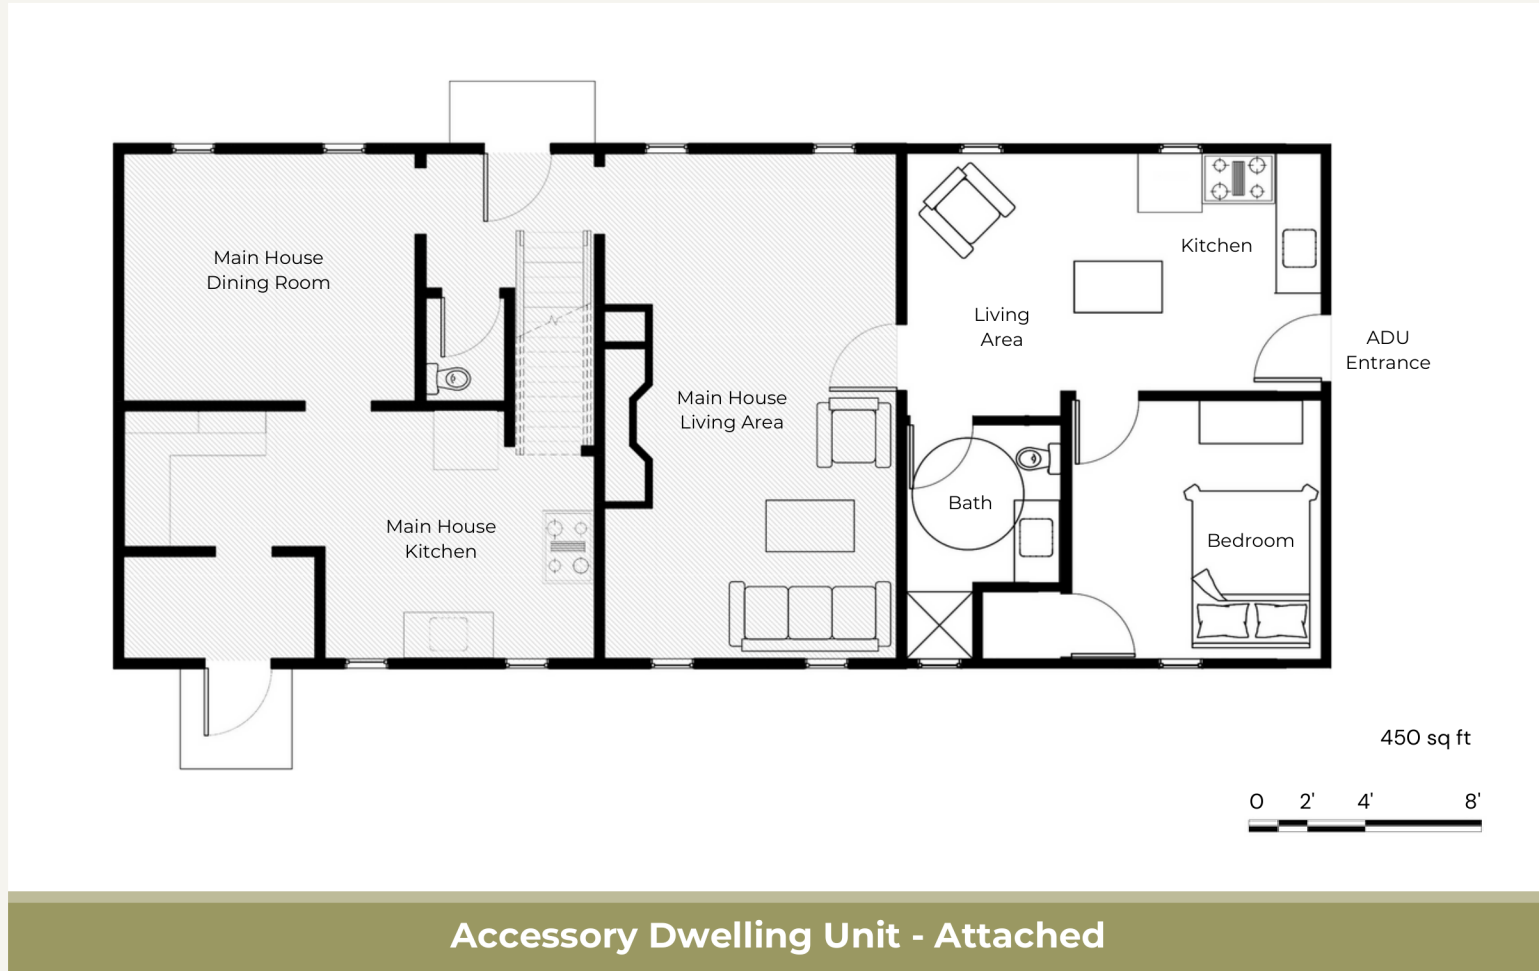 Main House
Dining Room
Kitchen
Living
Area
ADU
Entrance
Main House
Living Area
Bath
Main House
Kitchen
Bedroom
450 sq ft
0 2' 4' 8'
Accessory Dwelling Unit - Attached